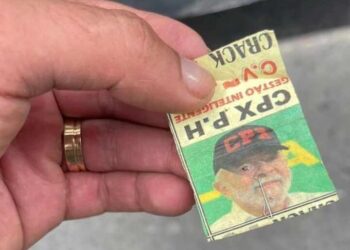 CPX P.H
GESTÃO INTELIGENTE
C.V
CRACK
CPX